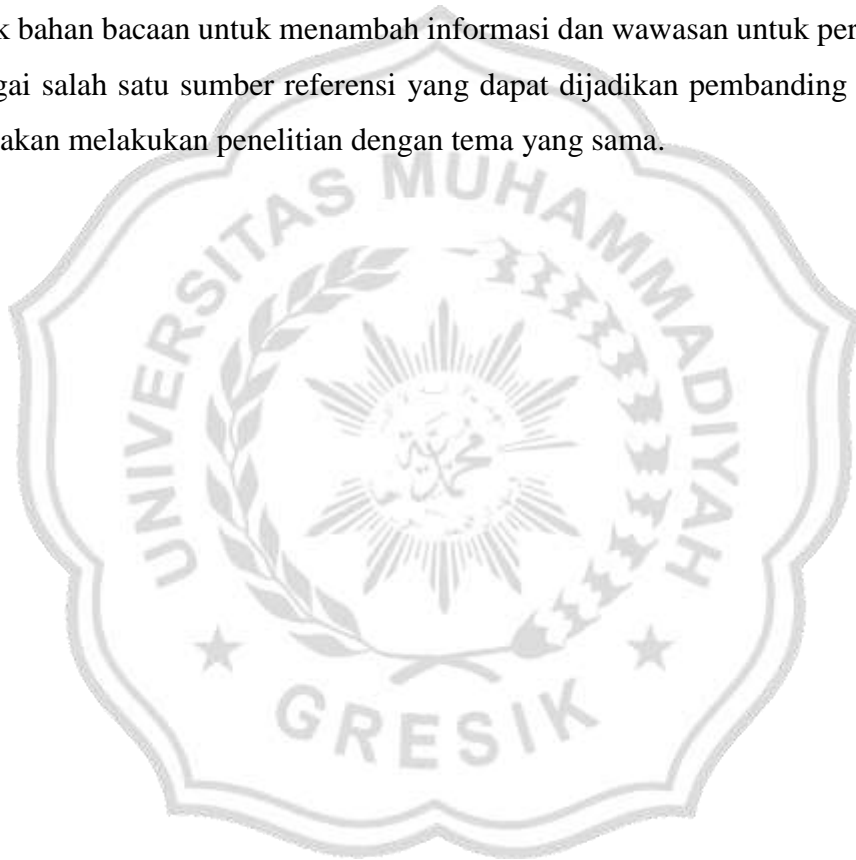 k bahan bacaan untuk menambah informasi dan wawasan untuk per
gai salah satu sumber referensi yang dapat dijadikan pembanding
akan melakukan penelitian dengan tema yang sama.
UNIVERSITAS MUHAMMADIYAH
GRESIK